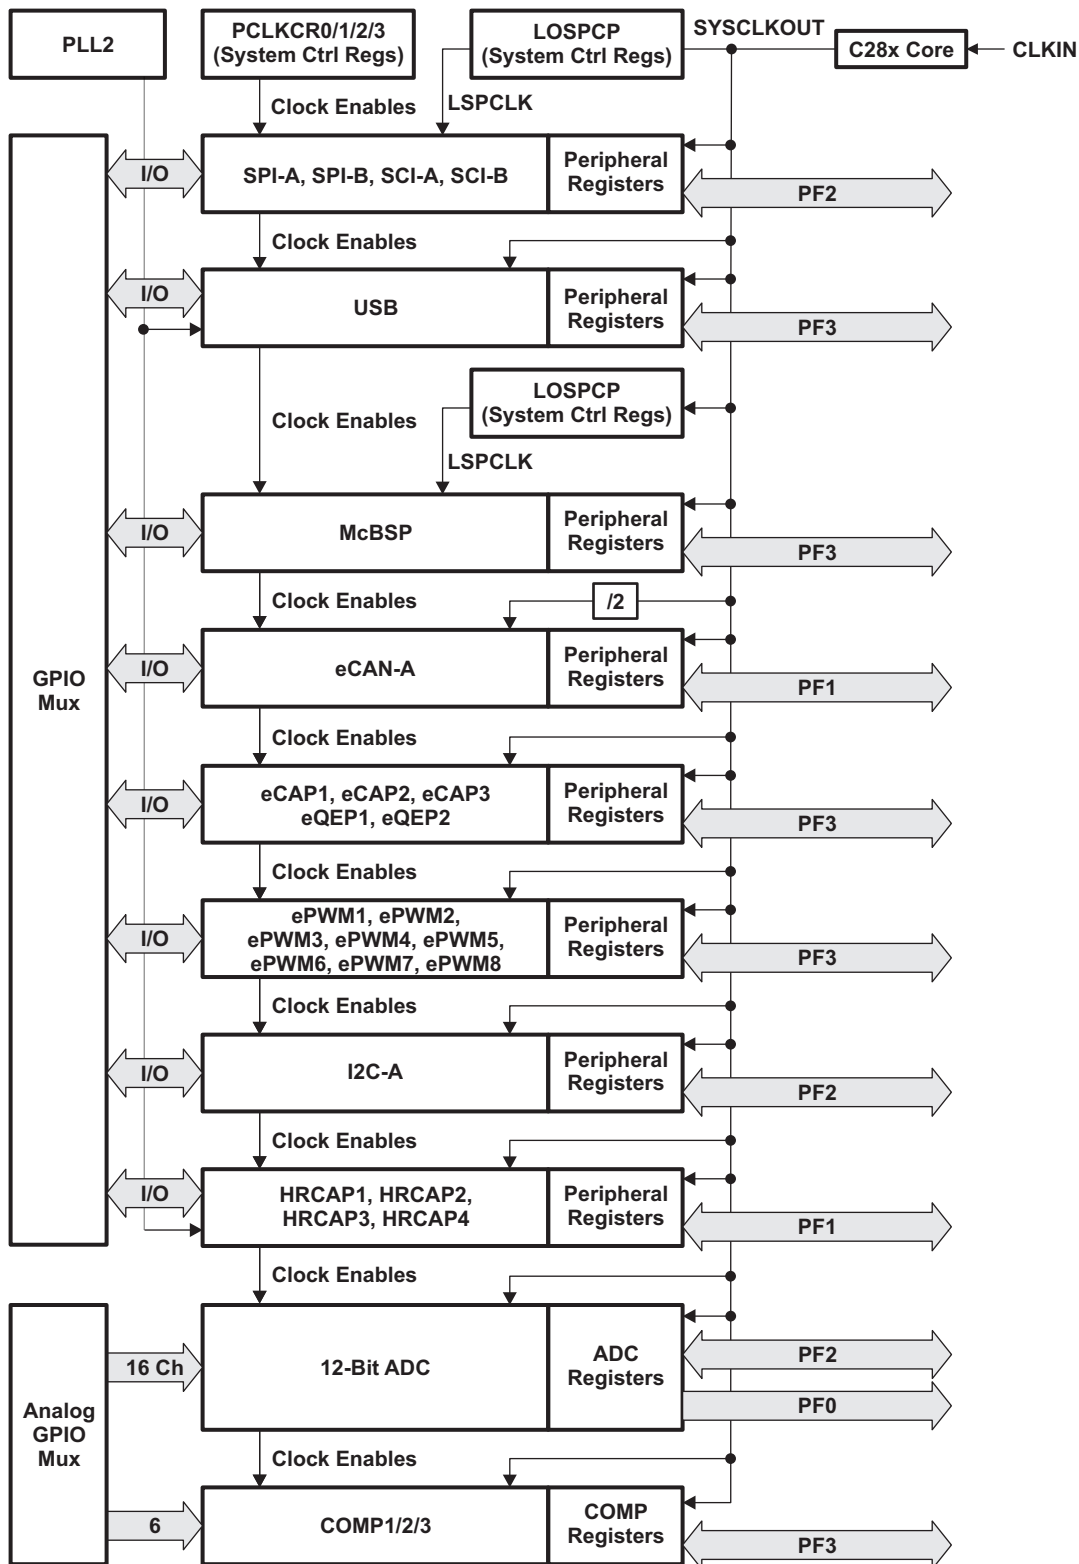 PLL2
PCLKCR0/1/2/3
(System Ctrl Regs)
LOSPCP
(System Ctrl Regs)
SYSCLKOUT
C28x Core
CLKIN
Clock Enables
LSPCLK
I/O
SPI-A, SPI-B, SCI-A, SCI-B
Peripheral
Registers
PF2
Clock Enables
I/O
USB
Peripheral
Registers
PF3
LOSPCP
(System Ctrl Regs)
Clock Enables
LSPCLK
I/O
McBSP
Peripheral
Registers
PF3
Clock Enables
/2
GPIO
Mux
I/O
eCAN-A
Peripheral
Registers
PF1
Clock Enables
I/O
eCAP1, eCAP2, eCAP3
eQEP1, eQEP2
Peripheral
Registers
PF3
Clock Enables
I/O
ePWM1, ePWM2,
ePWM3, ePWM4, ePWM5,
ePWM6, ePWM7, ePWM8
Peripheral
Registers
PF3
Clock Enables
I/O
I2C-A
Peripheral
Registers
PF2
Clock Enables
I/O
HRCAP1, HRCAP2,
HRCAP3, HRCAP4
Peripheral
Registers
PF1
Clock Enables
Analog
GPIO
Mux
16 Ch
12-Bit ADC
ADC
Registers
PF2
PF0
Clock Enables
6
COMP1/2/3
COMP
Registers
PF3